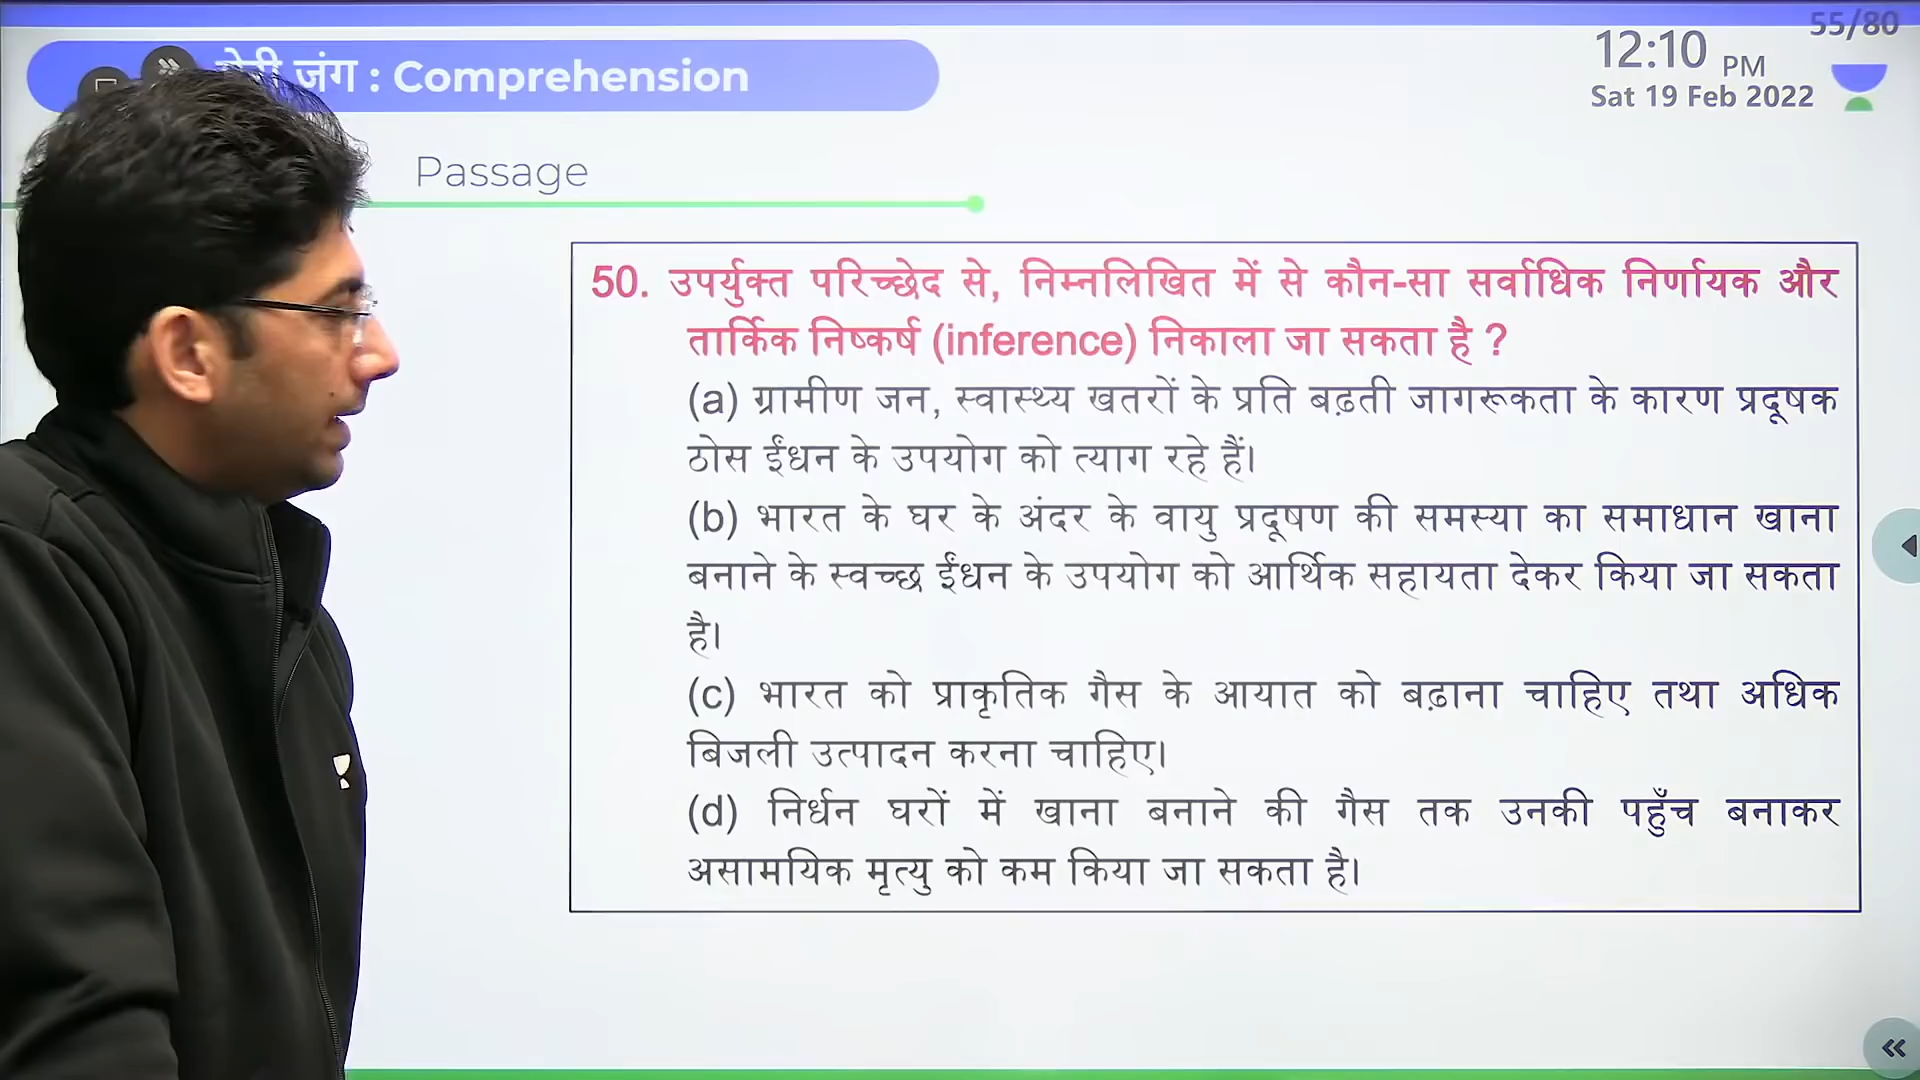 55/80
12:10 PM
Sat 19 Feb 2022
जंग : Comprehension
Passage
50. उपर्युक्त परिच्छेद से, निम्नलिखित में से कौन-सा सर्वाधिक निर्णायक और
तार्किक निष्कर्ष (inference) निकाला जा सकता है ?
(a) ग्रामीण जन, स्वास्थ्य खतरों के प्रति बढ़ती जागरूकता के कारण प्रदूषक
ठोस ईंधन के उपयोग को त्याग रहे हैं।
(b) भारत के घर के अंदर के वायु प्रदूषण की समस्या का समाधान खाना
बनाने के स्वच्छ ईंधन के उपयोग को आर्थिक सहायता देकर किया जा सकता
है।
(c) भारत को प्राकृतिक गैस के आयात को बढ़ाना चाहिए तथा अधिक
बिजली उत्पादन करना चाहिए।
(d) निर्धन घरों में खाना बनाने की गैस तक उनकी पहुँच बनाकर
असामयिक मृत्यु को कम किया जा सकता है।